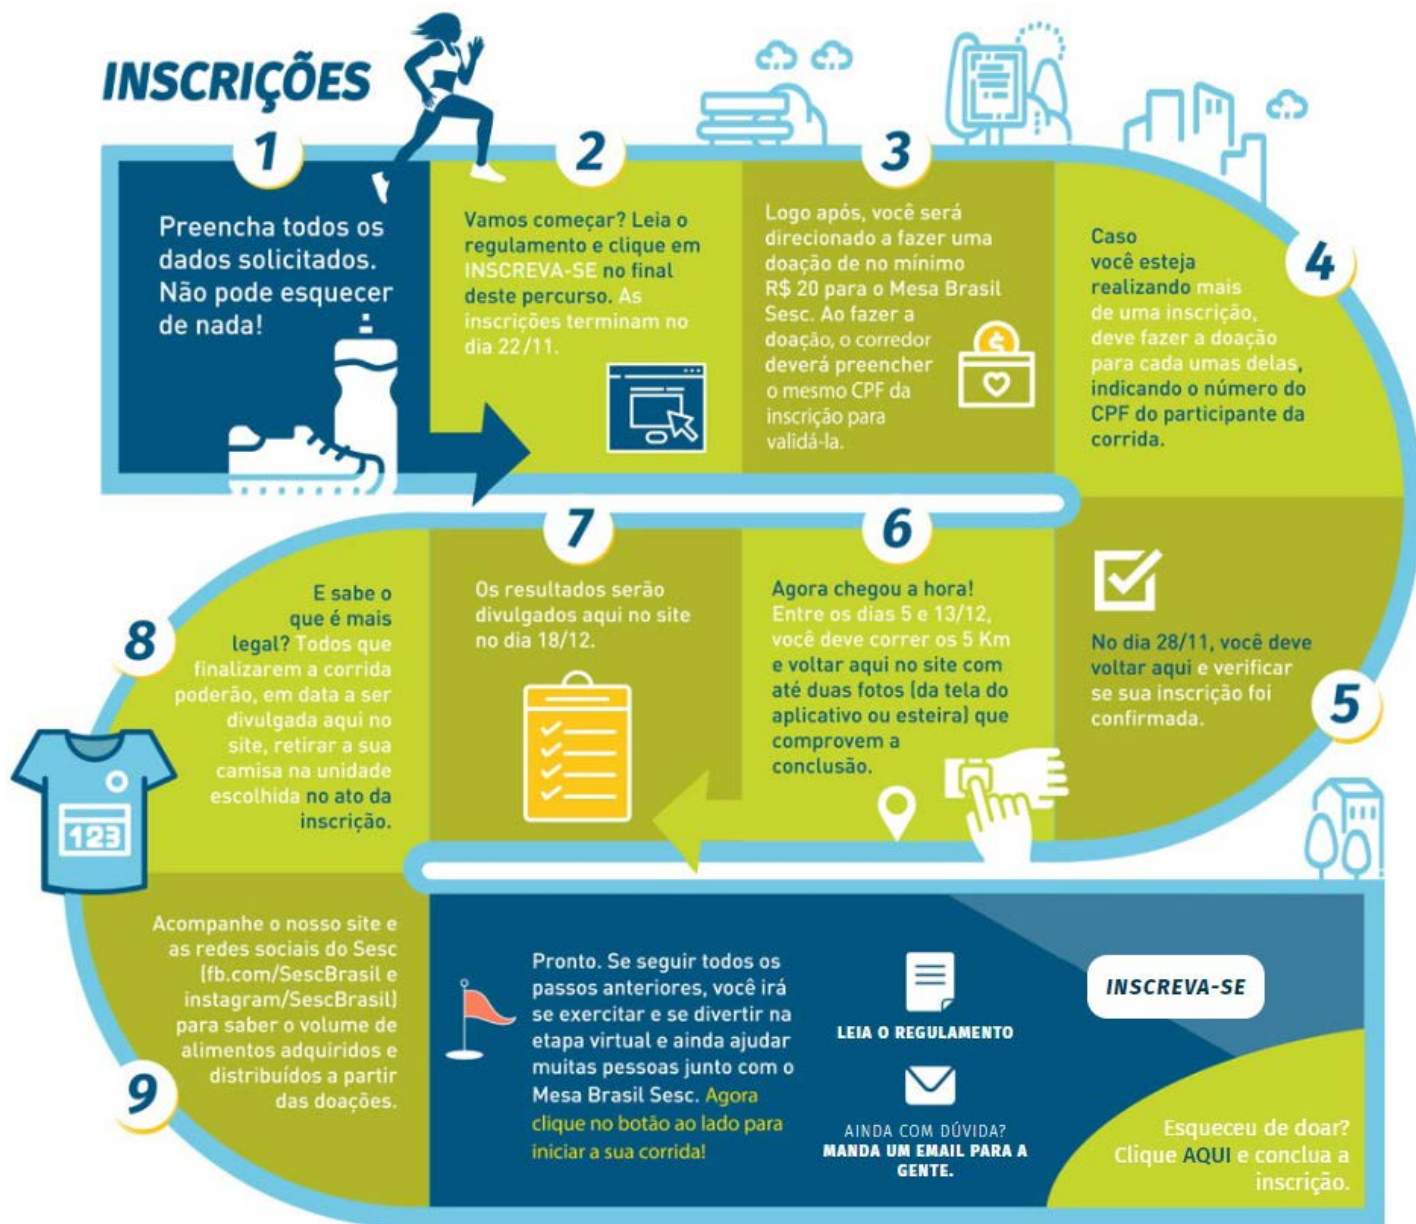 INSCRIÇÕES
1
Preencha todos os
dados solicitados.
Não pode esquecer
de nada!
2
Vamos começar? Leia o
regulamento e clique em
INSCREVA-SE no final
deste percurso. As
inscrições terminam no
dia 22/11.
3
Logo após, você será
direcionado a fazer uma
doação de no mínimo
R$ 20 para o Mesa Brasil
Sesc. Ao fazer a
doação, o corredor
deverá preencher
o mesmo CPF da
inscrição para
validá-la.
4
Caso
você esteja
realizando mais
de uma inscrição,
deve fazer a doação
para cada umas delas,
indicando o número do
CPF do participante da
corrida.
5
No dia 28/11, você deve
voltar aqui e verificar
se sua inscrição foi
confirmada.
6
Agora chegou a hora!
Entre os dias 5 e 13/12,
você deve correr os 5 Km
e voltar aqui no site com
até duas fotos (da tela do
aplicativo ou esteira) que
comprovem a
conclusão.
7
Os resultados serão
divulgados aqui no site
no dia 18/12.
8
E sabe o
que é mais
legal? Todos que
finalizarem a corrida
poderão, em data a ser
divulgada aqui no
site, retirar a sua
camisa na unidade
escolhida no ato da
inscrição.
123
9
Acompanhe o nosso site e
as redes sociais do Sesc
(fb.com/SescBrasil e
instagram/SescBrasil)
para saber o volume de
alimentos adquiridos e
distribuídos a partir
das doações.
Pronto. Se seguir todos os
passos anteriores, você irá
se exercitar e se divertir na
etapa virtual e ainda ajudar
muitas pessoas junto com o
Mesa Brasil Sesc. Agora
clique no botão ao lado para
iniciar a sua corrida!
LEIA O REGULAMENTO
AINDA COM DÚVIDA?
MANDA UM EMAIL PARA A
GENTE.
INSCREVA-SE
Esqueceu de doar?
Clique AQUI e conclua a
inscrição.